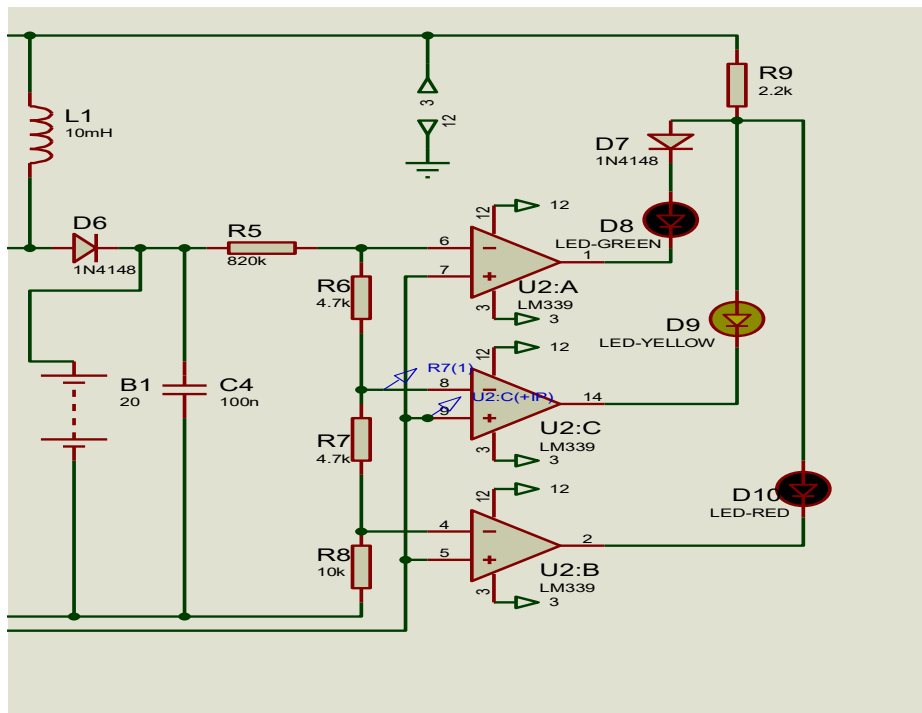 R9
2.2k
3
12
L1
10mH
D7
1N4148
12
12
D8
LED-GREEN
D6
1N4148
R5
820k
6
7
1
3
U2:A
LM339
3
R6
4.7k
12
12
D9
LED-YELLOW
R7(1)
8
U2:C(+IP)
9
14
B1
20
C4
100n
R7
4.7k
3
U2:C
LM339
3
12
12
D10
LED-RED
4
5
2
R8
10k
3
U2:B
LM339
3